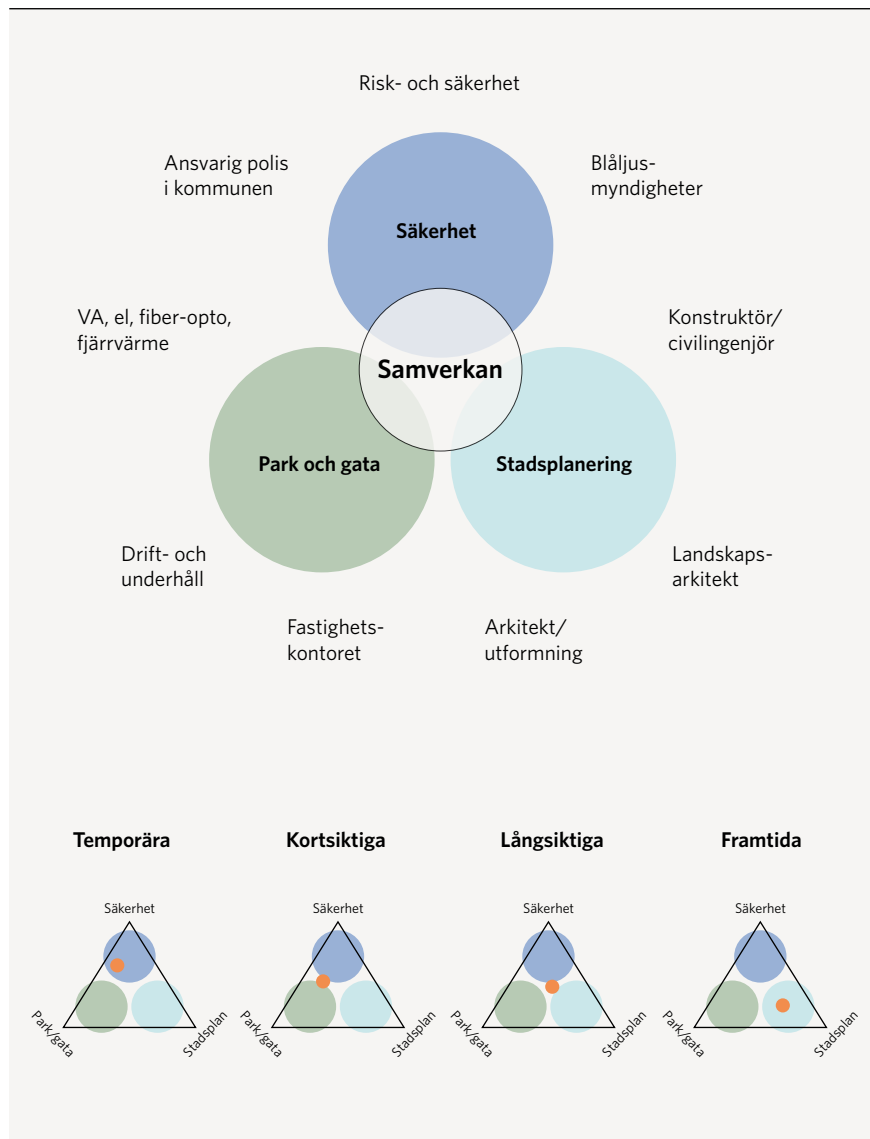 Risk- och säkerhet
Ansvarig polis
i kommunen
Blåljus-
myndigheter
Säkerhet
VA, el, fiber-opto,
fjärrvärme
Konstruktör/
civilingenjör
Samverkan
Park och gata
Stadsplanering
Drift- och
underhåll
Landskaps-
arkitekt
Fastighets-
kontoret
Arkitekt/
utformning
Temporära
Kortsiktiga
Långsiktiga
Framtida
Säkerhet
Park/gata
Stadsplan
Säkerhet
Park/gata
Stadsplan
Säkerhet
Park/gata
Stadsplan
Säkerhet
Park/gata
Stadsplan